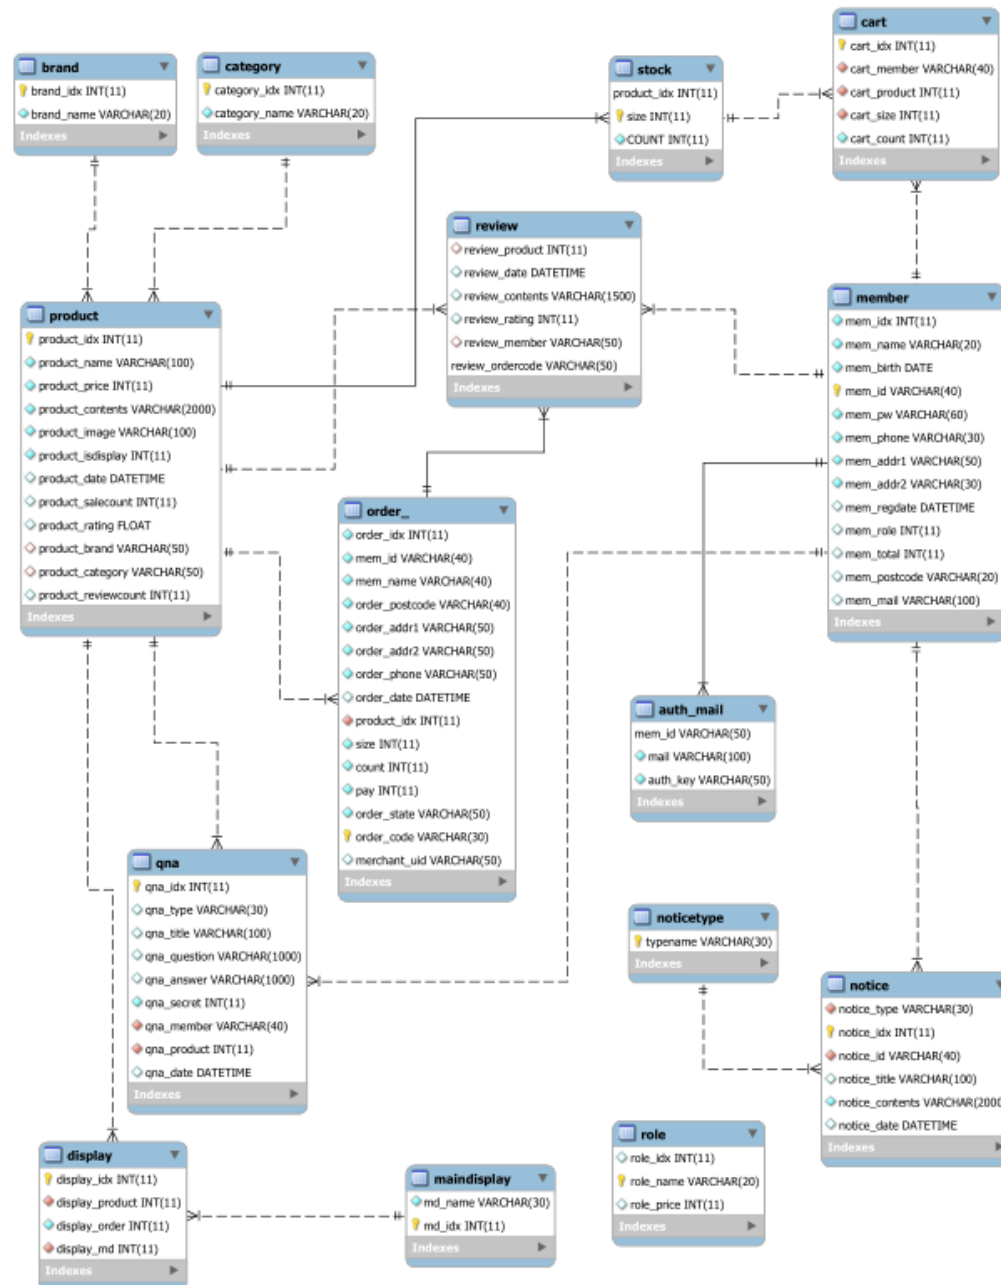 brand
brand_idx INT(11)
brand_name VARCHAR(20)
Indexes
category
category_idx INT(11)
category_name VARCHAR(20)
Indexes
stock
product_idx INT(11)
size INT(11)
COUNT INT(11)
Indexes
cart
cart_idx INT(11)
cart_member VARCHAR(40)
cart_product INT(11)
cart_size INT(11)
cart_count INT(11)
Indexes
review
review_product INT(11)
review_date DATETIME
review_contents VARCHAR(1500)
review_rating INT(11)
review_member VARCHAR(50)
review_ordercode VARCHAR(50)
Indexes
product
product_idx INT(11)
product_name VARCHAR(100)
product_price INT(11)
product_contents VARCHAR(2000)
product_image VARCHAR(100)
product_isdisplay INT(11)
product_date DATETIME
product_salecount INT(11)
product_rating FLOAT
product_brand VARCHAR(50)
product_category VARCHAR(50)
product_reviewcount INT(11)
Indexes
member
mem_idx INT(11)
mem_name VARCHAR(20)
mem_birth DATE
mem_id VARCHAR(40)
mem_pw VARCHAR(60)
mem_phone VARCHAR(30)
mem_addr1 VARCHAR(50)
mem_addr2 VARCHAR(30)
mem_regdate DATETIME
mem_role INT(11)
mem_total INT(11)
mem_postcode VARCHAR(20)
mem_mail VARCHAR(100)
Indexes
order_
order_idx INT(11)
mem_id VARCHAR(40)
mem_name VARCHAR(40)
order_postcode VARCHAR(40)
order_addr1 VARCHAR(50)
order_addr2 VARCHAR(50)
order_phone VARCHAR(50)
order_date DATETIME
product_idx INT(11)
size INT(11)
count INT(11)
pay INT(11)
order_state VARCHAR(50)
order_code VARCHAR(30)
merchant_uid VARCHAR(50)
Indexes
auth_mail
mem_id VARCHAR(50)
mail VARCHAR(100)
auth_key VARCHAR(50)
Indexes
qna
qna_idx INT(11)
qna_type VARCHAR(30)
qna_title VARCHAR(100)
qna_question VARCHAR(1000)
qna_answer VARCHAR(1000)
qna_secret INT(11)
qna_member VARCHAR(40)
qna_product INT(11)
qna_date DATETIME
Indexes
noticetype
typename VARCHAR(30)
Indexes
notice
notice_type VARCHAR(30)
notice_idx INT(11)
notice_id VARCHAR(40)
notice_title VARCHAR(100)
notice_contents VARCHAR(2000
notice_date DATETIME
Indexes
role
role_idx INT(11)
role_name VARCHAR(20)
role_price INT(11)
Indexes
display
display_idx INT(11)
display_product INT(11)
display_order INT(11)
display_md INT(11)
Indexes
maindisplay
md_name VARCHAR(30)
md_idx INT(11)
Indexes